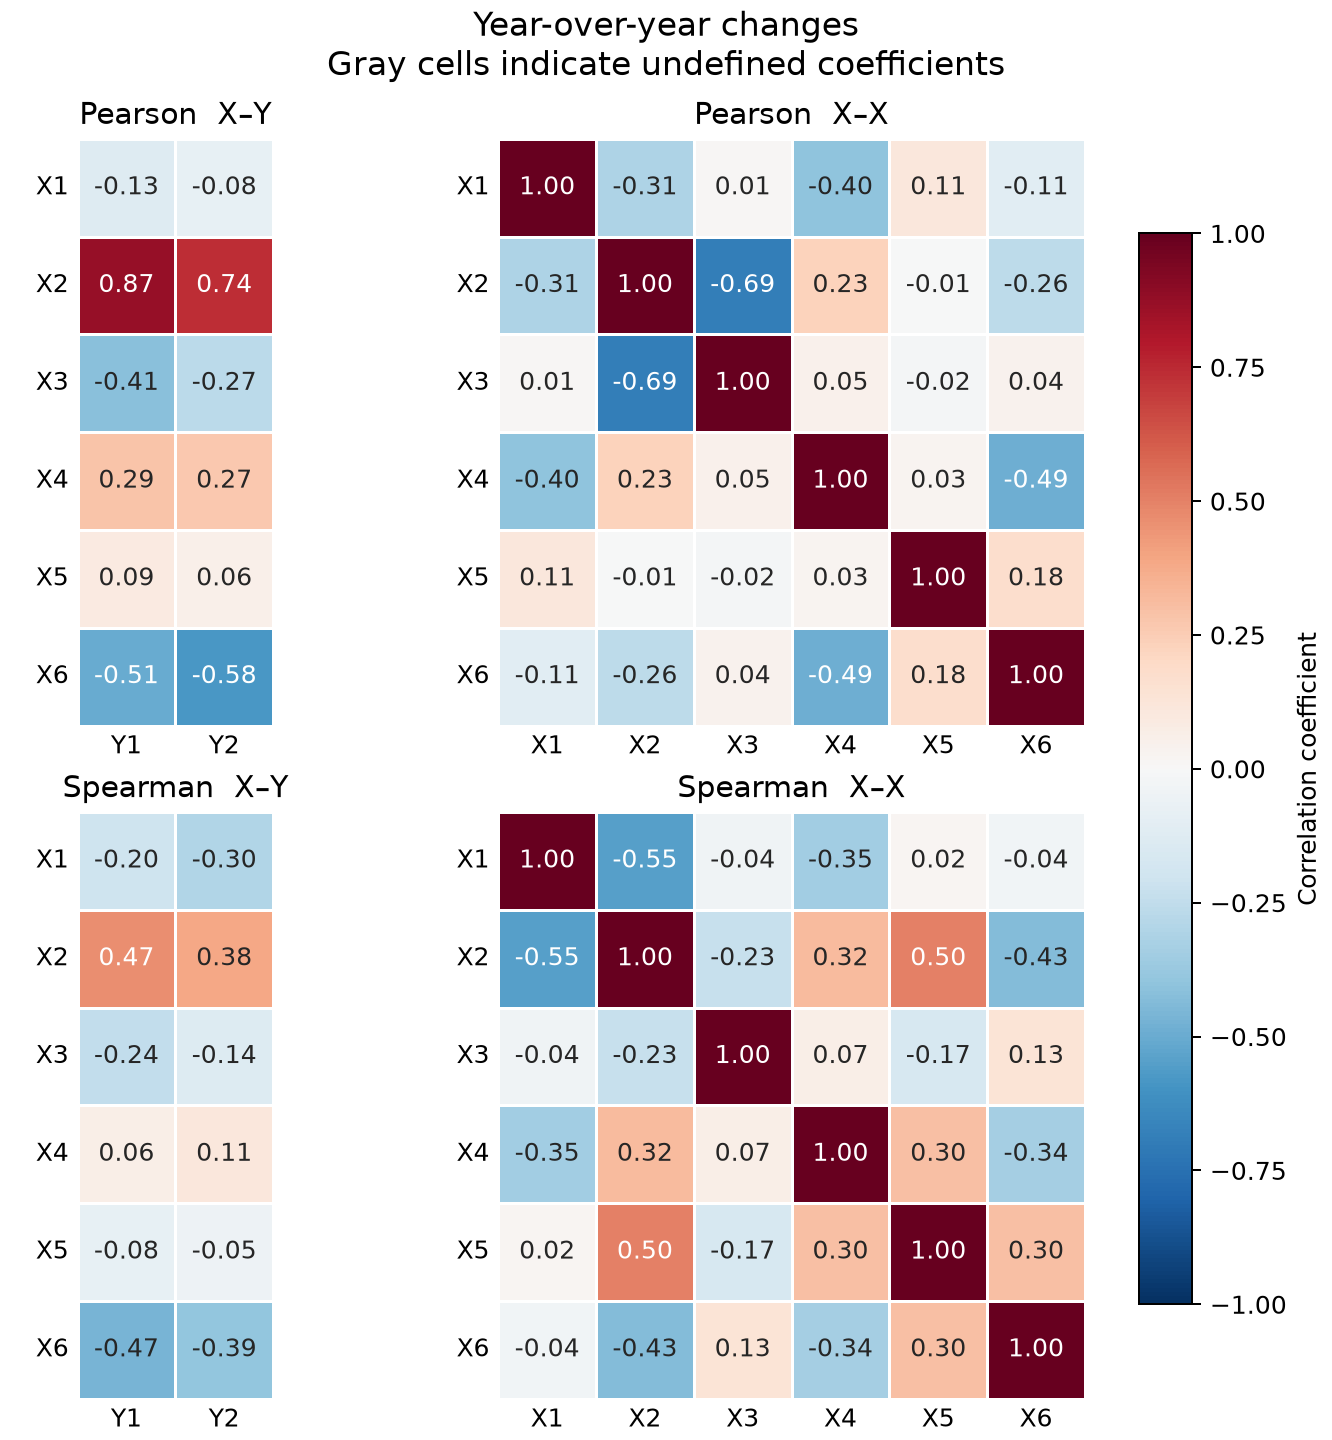 Year-over-year changes
Gray cells indicate undefined coefficients
Pearson X–Y
X1 -0.13 -0.08
X2 0.87 0.74
X3 -0.41 -0.27
X4 0.29 0.27
X5 0.09 0.06
X6 -0.51 -0.58
Y1 Y2
Pearson X–X
X1 1.00 -0.31 0.01 -0.40 0.11 -0.11
X2 -0.31 1.00 -0.69 0.23 -0.01 -0.26
X3 0.01 -0.69 1.00 0.05 -0.02 0.04
X4 -0.40 0.23 0.05 1.00 0.03 -0.49
X5 0.11 -0.01 -0.02 0.03 1.00 0.18
X6 -0.11 -0.26 0.04 -0.49 0.18 1.00
X1 X2 X3 X4 X5 X6
Spearman X–Y
X1 -0.20 -0.30
X2 0.47 0.38
X3 -0.24 -0.14
X4 0.06 0.11
X5 -0.08 -0.05
X6 -0.47 -0.39
Y1 Y2
Spearman X–X
X1 1.00 -0.55 -0.04 -0.35 0.02 -0.04
X2 -0.55 1.00 -0.23 0.32 0.50 -0.43
X3 -0.04 -0.23 1.00 0.07 -0.17 0.13
X4 -0.35 0.32 0.07 1.00 0.30 -0.34
X5 0.02 0.50 -0.17 0.30 1.00 0.30
X6 -0.04 -0.43 0.13 -0.34 0.30 1.00
X1 X2 X3 X4 X5 X6
1.00
0.75
0.50
0.25
0.00
−0.25
−0.50
−0.75
−1.00
Correlation coefficient